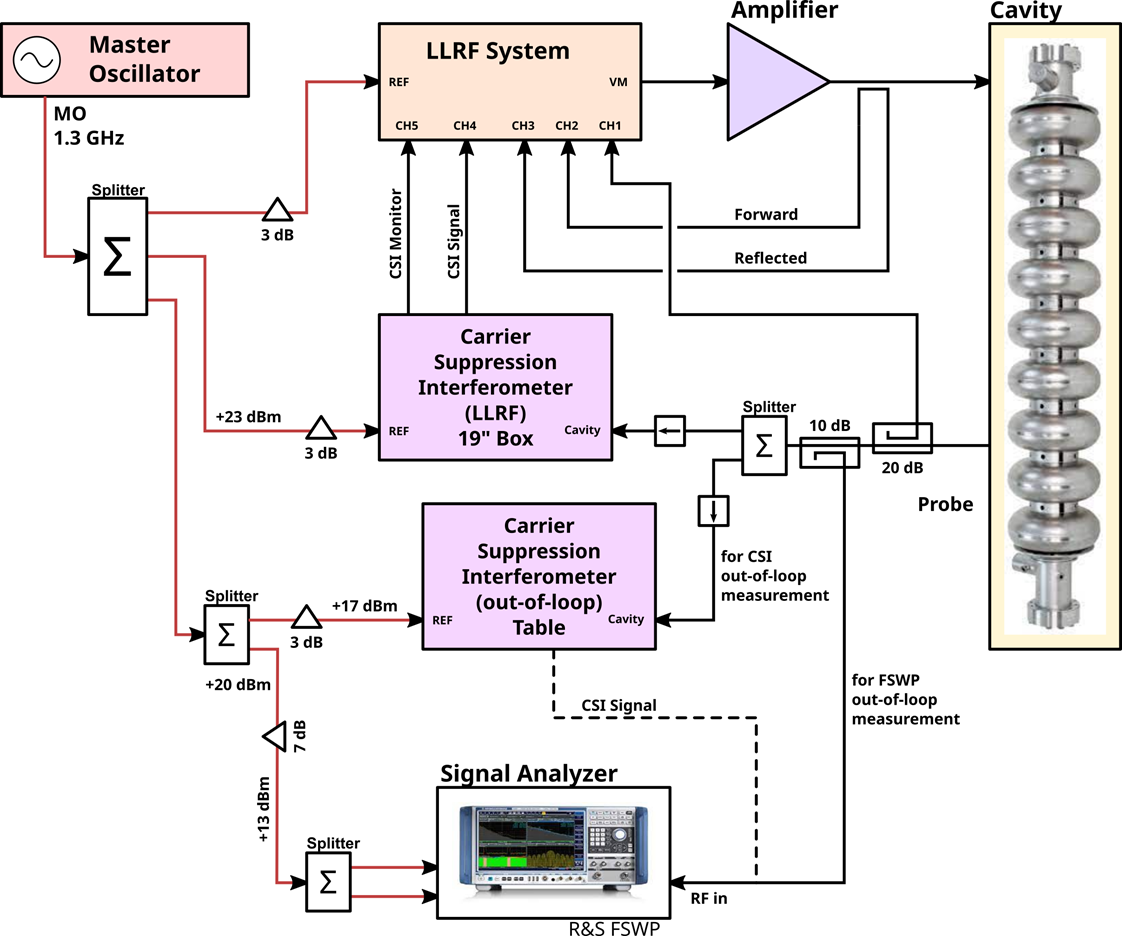 Amplifier
Cavity
Master
Oscillator
LLRF System
REF
VM
CH5
CH4
CH3
CH2
CH1
MO
1.3 GHz
Splitter
Σ
3 dB
CSI Monitor
CSI Signal
Forward
Reflected
Carrier
Suppression
Interferometer
(LLRF)
19" Box
REF
Cavity
+23 dBm
3 dB
Splitter
Σ
10 dB
20 dB
Probe
Carrier
Suppression
Interferometer
(out-of-loop)
Table
REF
Cavity
for CSI
out-of-loop
measurement
Splitter
Σ
+17 dBm
3 dB
+20 dBm
7 dB
+13 dBm
CSI Signal
for FSWP
out-of-loop
measurement
Signal Analyzer
Splitter
Σ
RF in
R&S FSWP